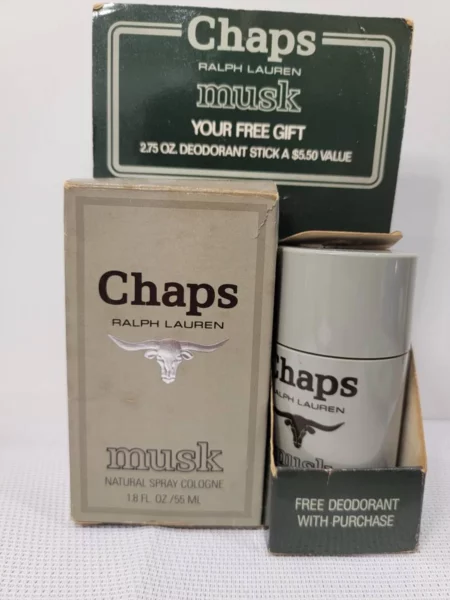 Chaps
RALPH LAUREN
musk
YOUR FREE GIFT
2.75 OZ. DEODORANT STICK A $5.50 VALUE
Chaps
RALPH LAUREN
musk
NATURAL SPRAY COLOGNE
1.8 FL. OZ/55 ML
Chaps
RALPH LAUREN
musk
FREE DEODORANT
WITH PURCHASE